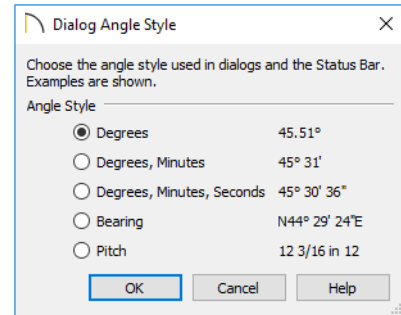 Dialog Angle Style
Choose the angle style used in dialogs and the Status Bar.
Examples are shown.
Angle Style
Degrees 45.51°
Degrees, Minutes 45° 31'
Degrees, Minutes, Seconds 45° 30' 36"
Bearing N44° 29' 24"E
Pitch 12 3/16 in 12
OK Cancel Help